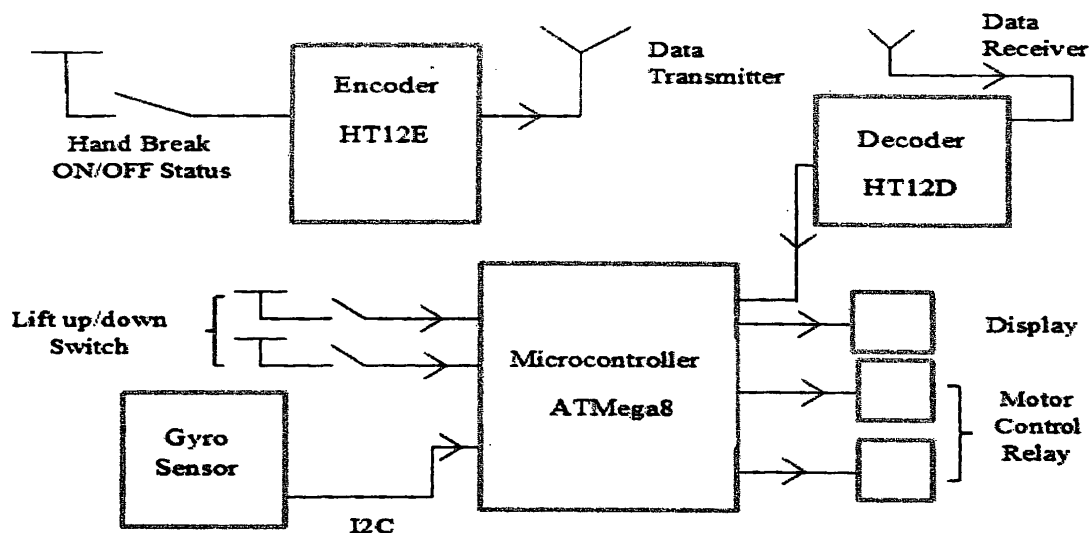 Encoder
HT12E
Data
Transmitter
Data
Receiver
Hand Break
ON/OFF Status
Decoder
HT12D
Lift up/down
Switch
Microcontroller
ATMega8
Display
Gyro
Sensor
Motor
Control
Relay
I2C